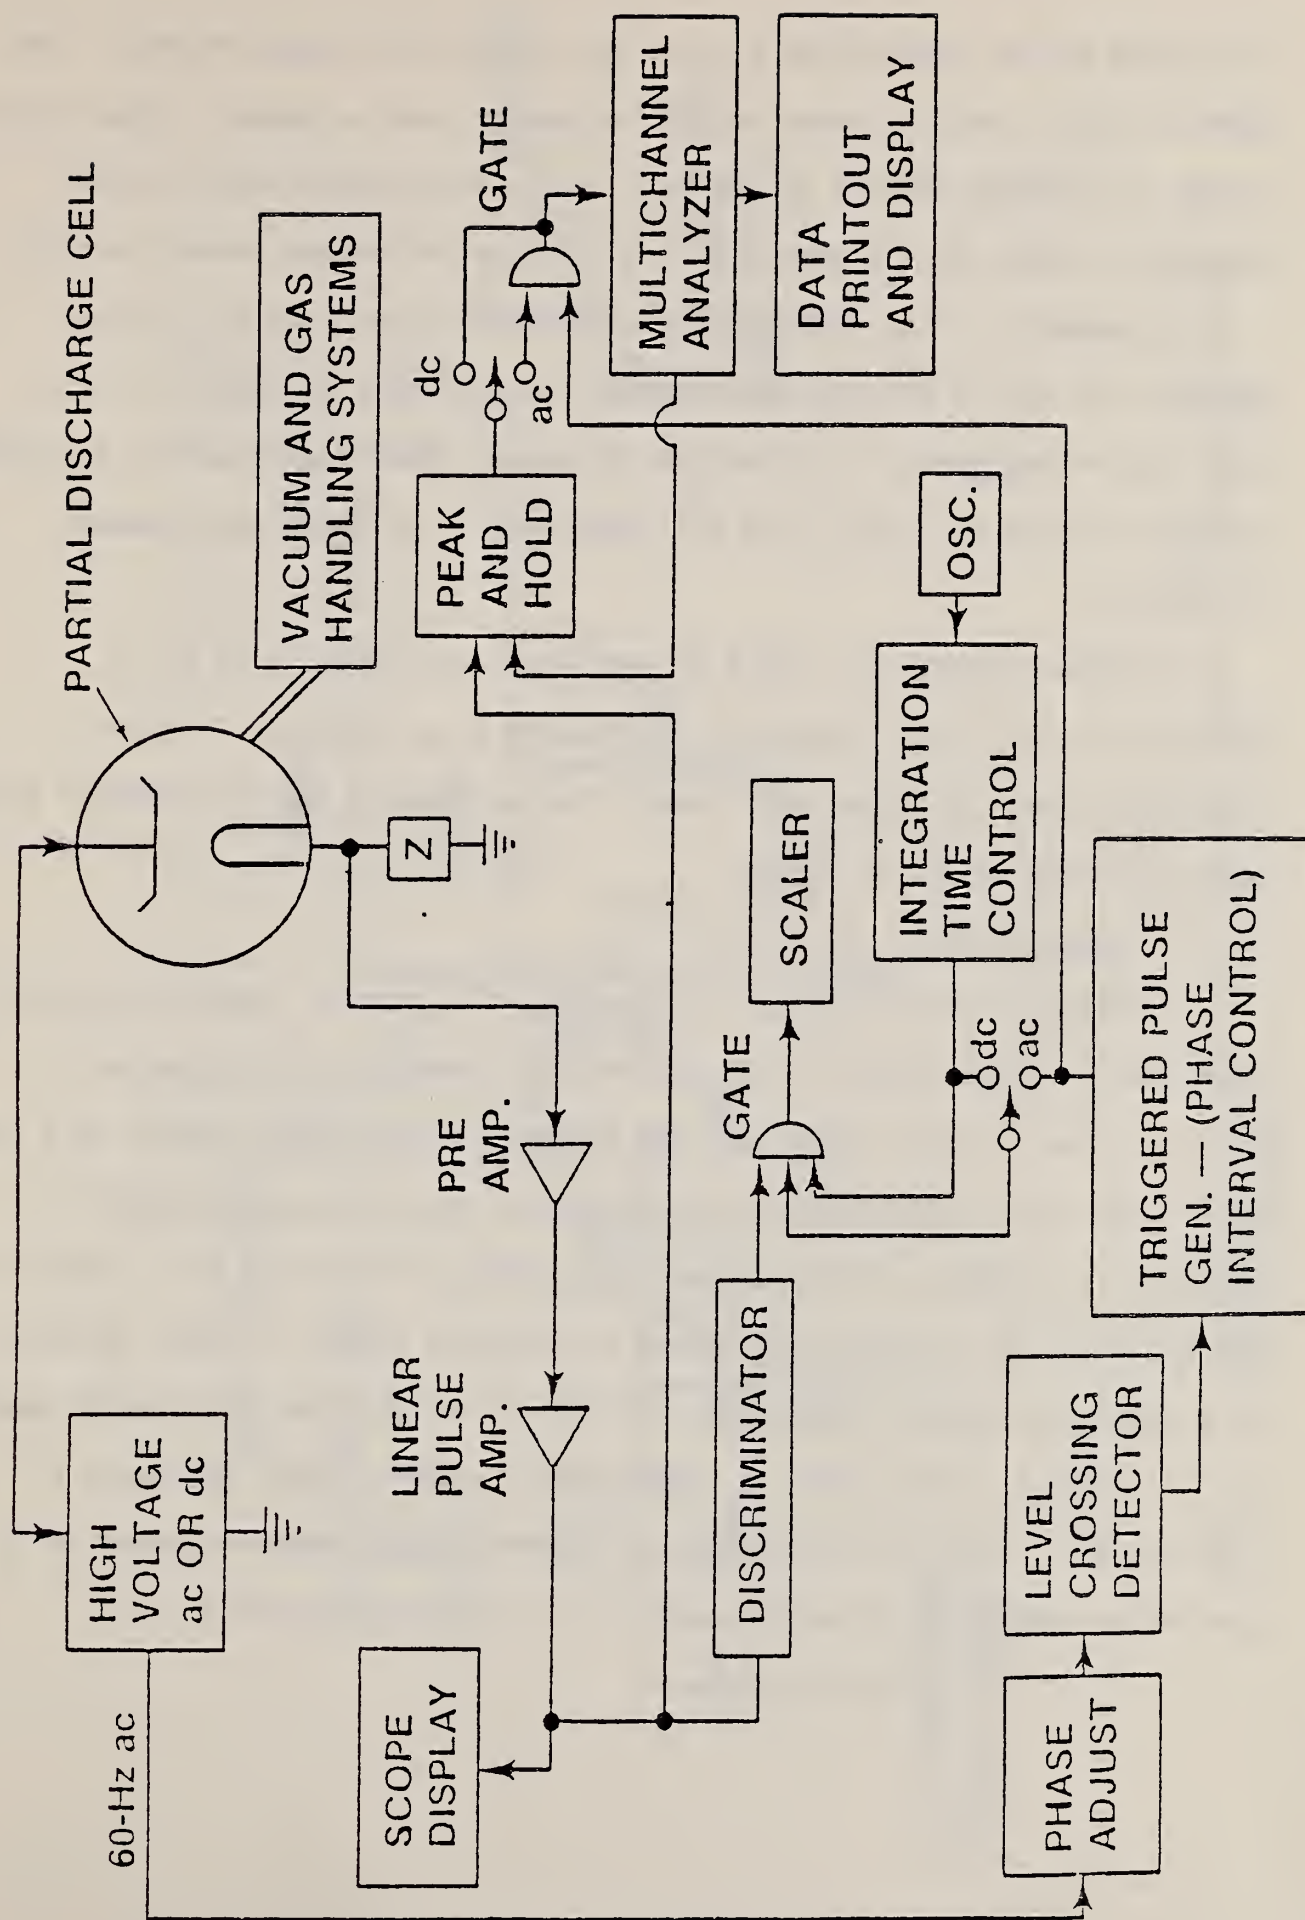 60-Hz ac
HIGH
VOLTAGE
ac OR dc
PARTIAL DISCHARGE CELL
VACUUM AND GAS
HANDLING SYSTEMS
Z
SCOPE
DISPLAY
LINEAR
PULSE
AMP.
PRE
AMP.
PEAK
AND
HOLD
dc
ac
GATE
MULTICHANNEL
ANALYZER
DATA
PRINTOUT
AND DISPLAY
DISCRIMINATOR
GATE
SCALER
INTEGRATION
TIME
CONTROL
OSC.
dc
ac
PHASE
ADJUST
LEVEL
CROSSING
DETECTOR
TRIGGERED PULSE
GEN. — (PHASE
INTERVAL CONTROL)